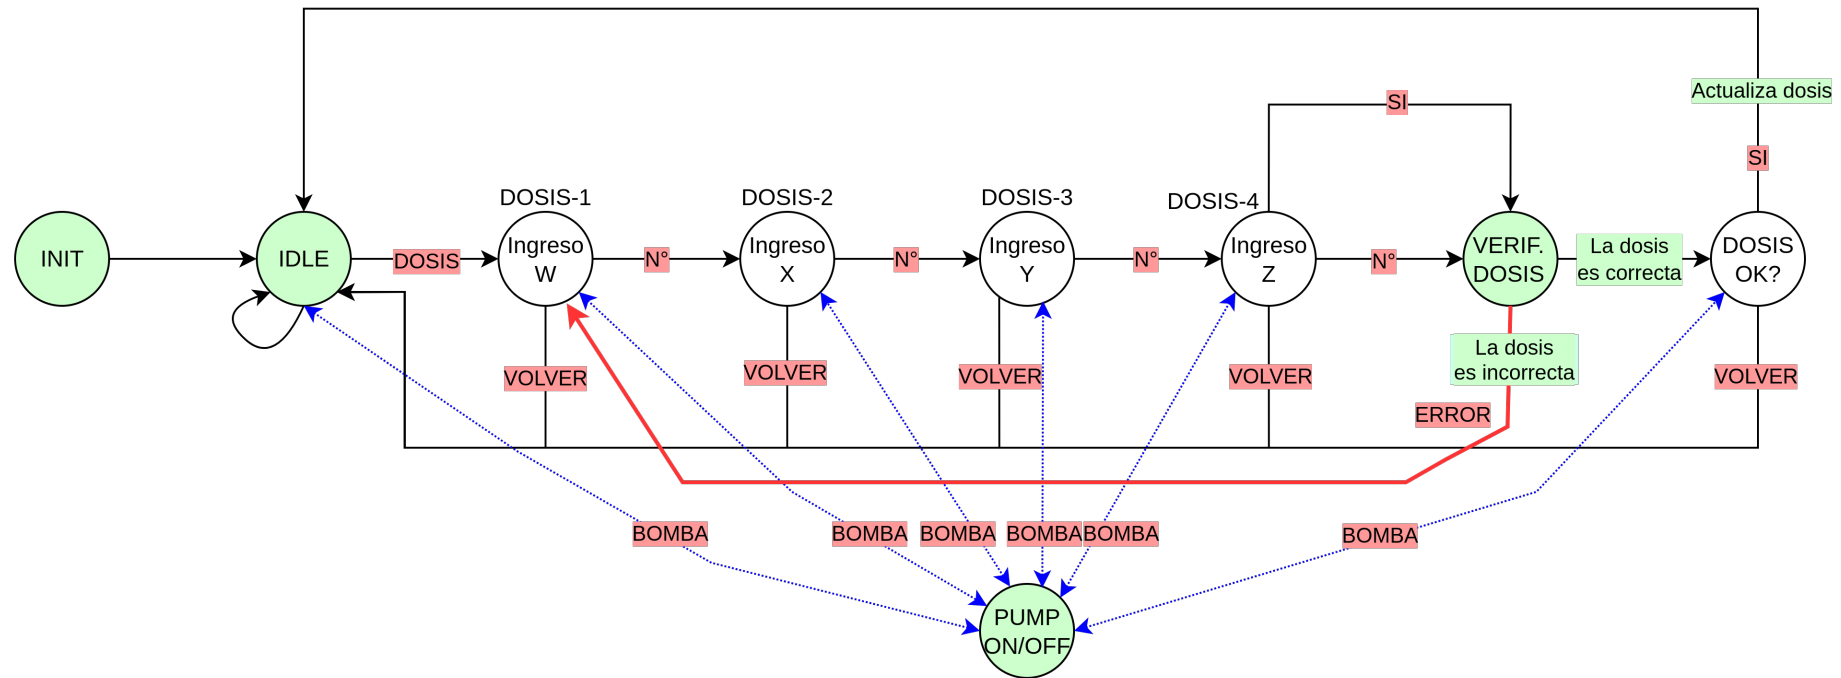 Actualiza dosis
SI
SI
DOSIS-1
DOSIS-2
DOSIS-3
DOSIS-4
INIT
IDLE
DOSIS
Ingreso
W
N°
Ingreso
X
N°
Ingreso
Y
N°
Ingreso
Z
N°
VERIF.
DOSIS
La dosis
es correcta
DOSIS
OK?
VOLVER
VOLVER
VOLVER
VOLVER
La dosis
es incorrecta
VOLVER
ERROR
BOMBA
BOMBA
BOMBA
BOMBA
BOMBA
BOMBA
PUMP
ON/OFF